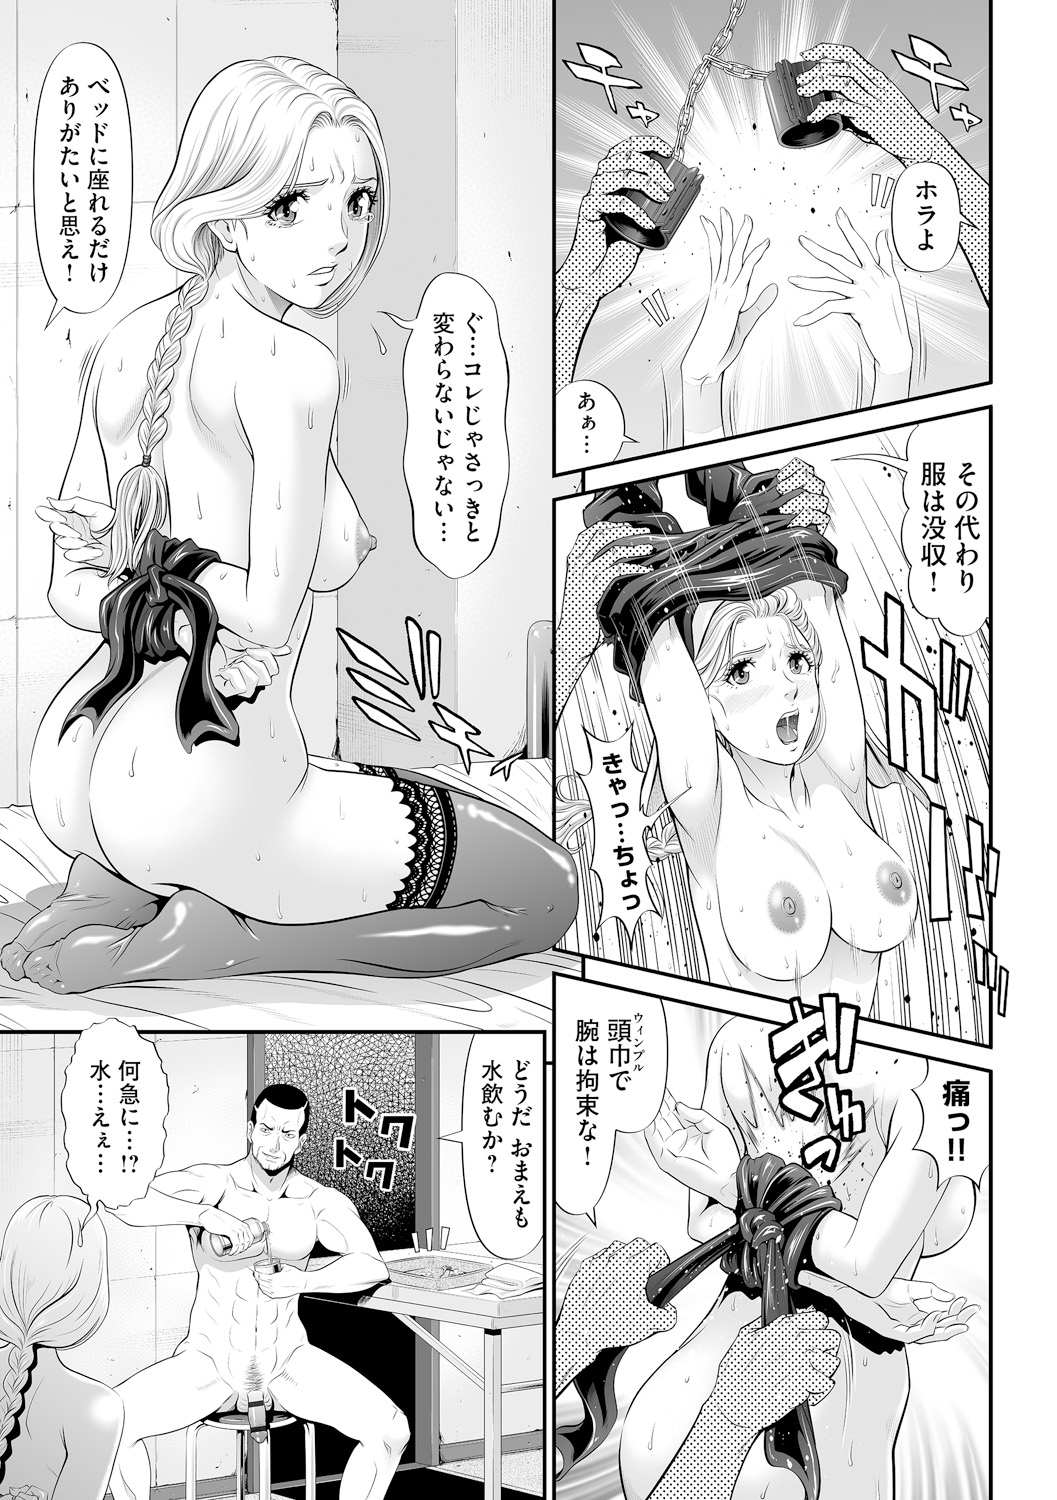 チャ
チャ
ホラよ
あぁ…
その代わり
服は没収！
ガバッ
きゃっ…ちょっ
ウィンプル
頭巾で
腕は拘束な！
痛っ!!
ぎゅっ
ベッドに座れるだけ
ありがたいと思え！
ぐ…コレじゃさっきと
変わらないじゃない…
ギチッ
どうだ おまえも
水飲むか？
トクトク
何急に…!?
水…えぇ…